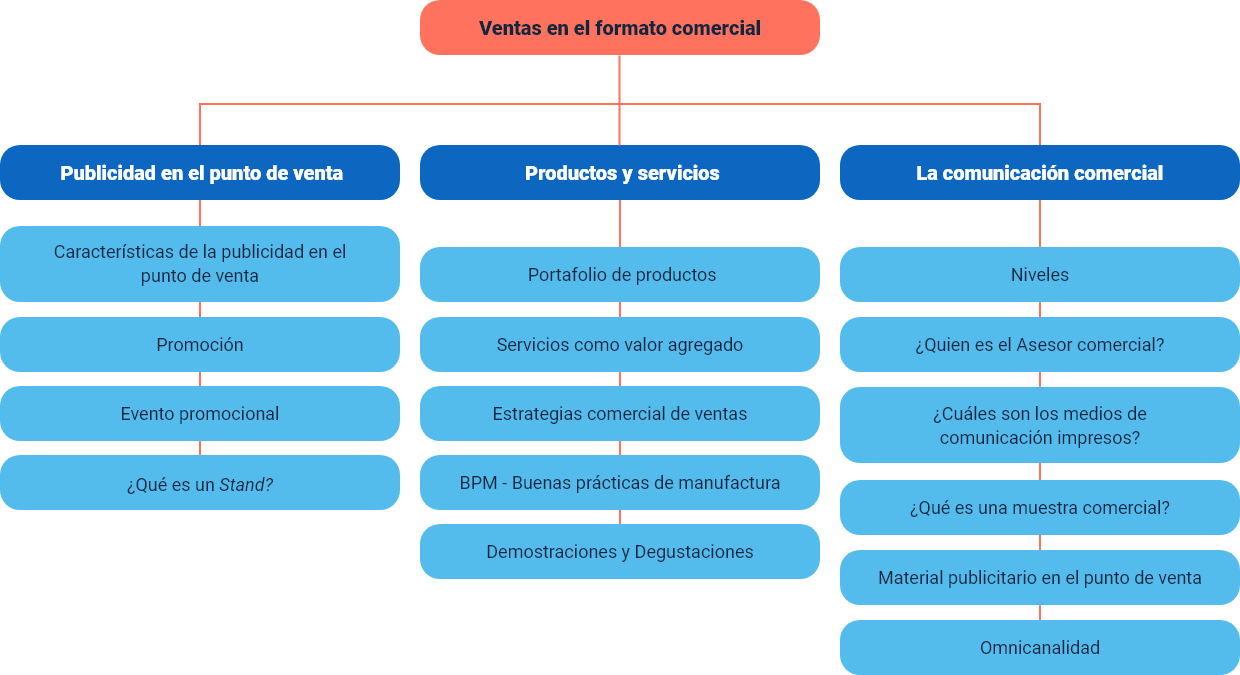 Ventas en el formato comercial
Publicidad en el punto de venta
Características de la publicidad en el
punto de venta
Promoción
Evento promocional
¿Qué es un Stand?
Productos y servicios
Portafolio de productos
Servicios como valor agregado
Estrategias comercial de ventas
BPM - Buenas prácticas de manufactura
Demostraciones y Degustaciones
La comunicación comercial
Niveles
¿Quien es el Asesor comercial?
¿Cuáles son los medios de
comunicación impresos?
¿Qué es una muestra comercial?
Material publicitario en el punto de venta
Omnicanalidad